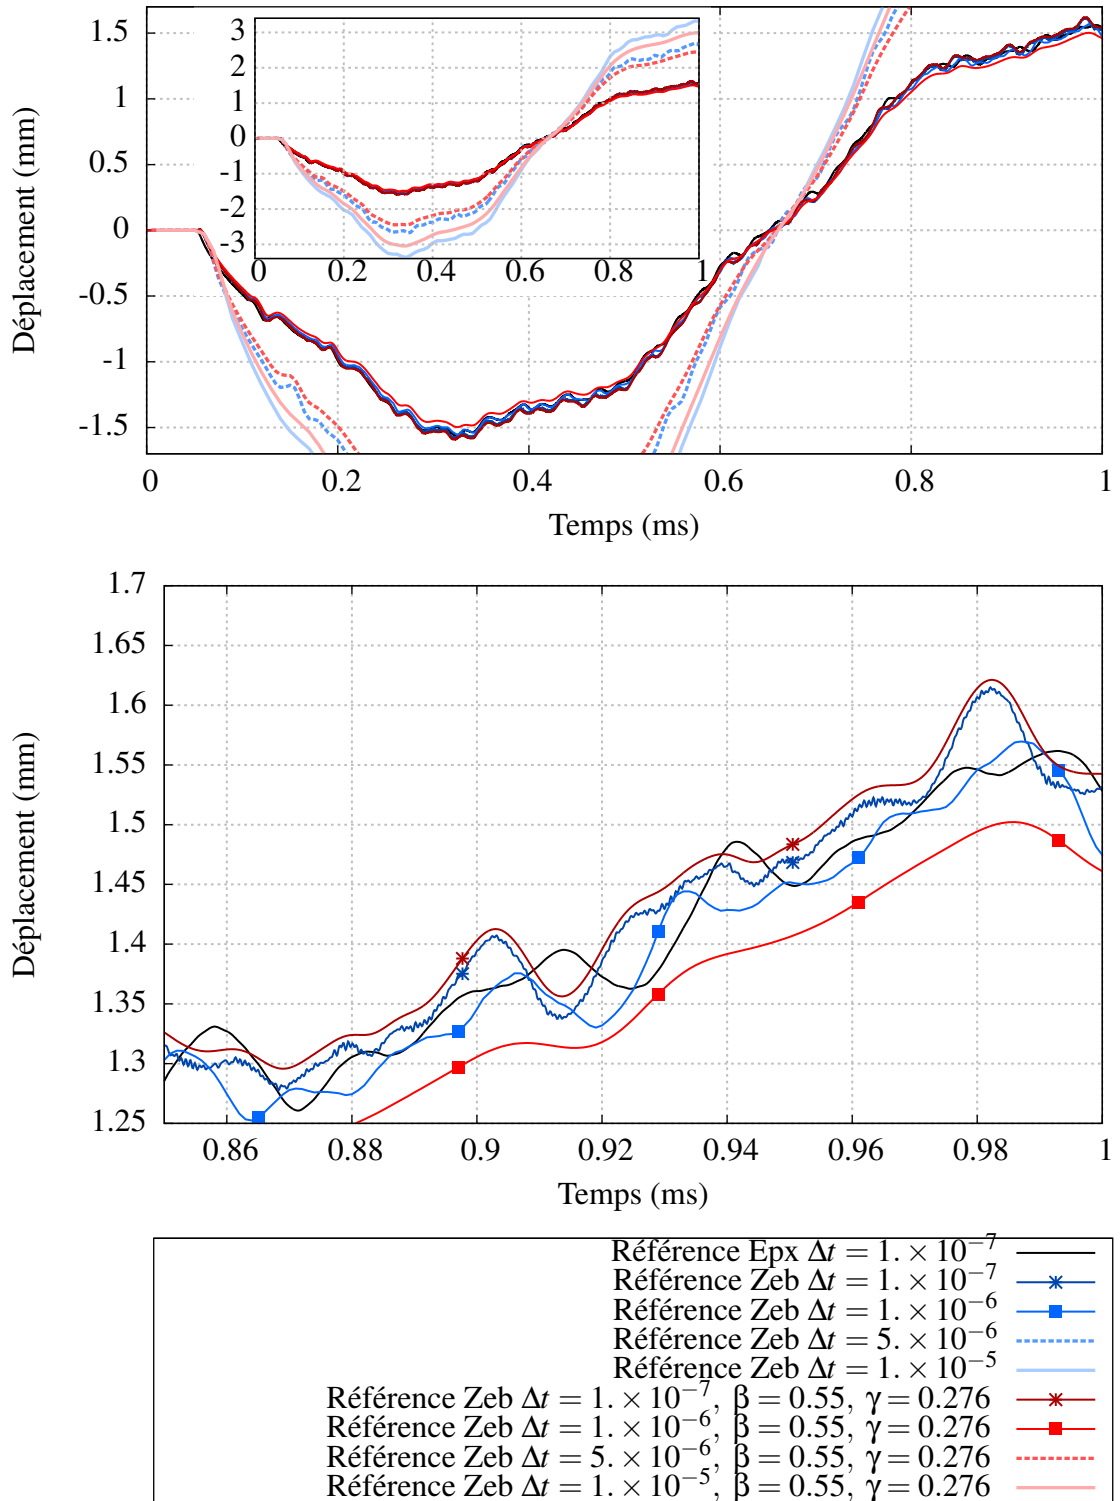 1.5
1
0.5
0
-0.5
-1
-1.5
Déplacement (mm)
3
2
1
0
-1
-2
-3
0 0.2 0.4 0.6 0.8 1
0 0.2 0.4 0.6 0.8 1
Temps (ms)
1.7
1.65
1.6
1.55
1.5
1.45
1.4
1.35
1.3
1.25
Déplacement (mm)
0.86 0.88 0.9 0.92 0.94 0.96 0.98 1
Temps (ms)
Référence Epx Δt = 1. × 10⁻⁷
Référence Zeb Δt = 1. × 10⁻⁷
Référence Zeb Δt = 1. × 10⁻⁶
Référence Zeb Δt = 5. × 10⁻⁶
Référence Zeb Δt = 1. × 10⁻⁵
Référence Zeb Δt = 1. × 10⁻⁷, β = 0.55, γ = 0.276
Référence Zeb Δt = 1. × 10⁻⁶, β = 0.55, γ = 0.276
Référence Zeb Δt = 5. × 10⁻⁶, β = 0.55, γ = 0.276
Référence Zeb Δt = 1. × 10⁻⁵, β = 0.55, γ = 0.276